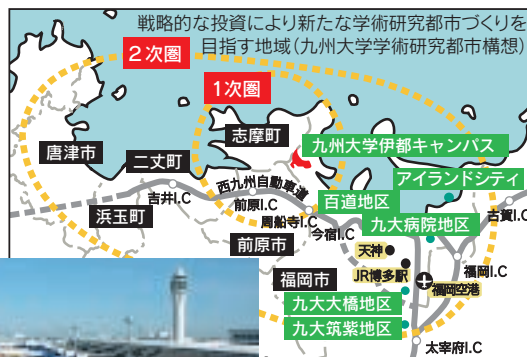 戦略的な投資により新たな学術研究都市づくりを
目指す地域(九州大学学術研究都市構想)
2次圏
1次圏
志摩町
九州大学伊都キャンパス
唐津市
二丈町
西九州自動車道
アイランドシティ
吉井I.C
前原I.C
百道地区
古賀I.C
浜玉町
周船寺I.C
九大病院地区
前原市
今宿I.C
天神
福岡I.C
JR博多駅
福岡市
福岡空港
九大大橋地区
九大筑紫地区
太宰府I.C